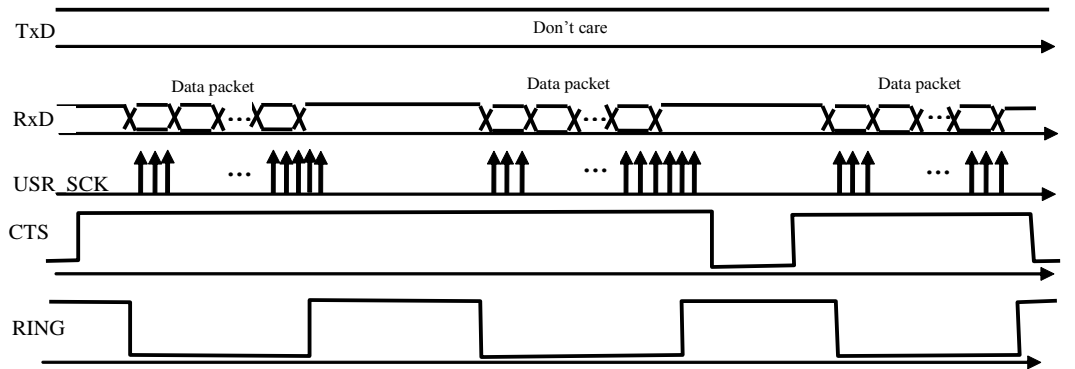 TxD
Don't care
Data packet
Data packet
Data packet
RxD
...
...
...
USR_SCK
...
...
...
CTS
RING